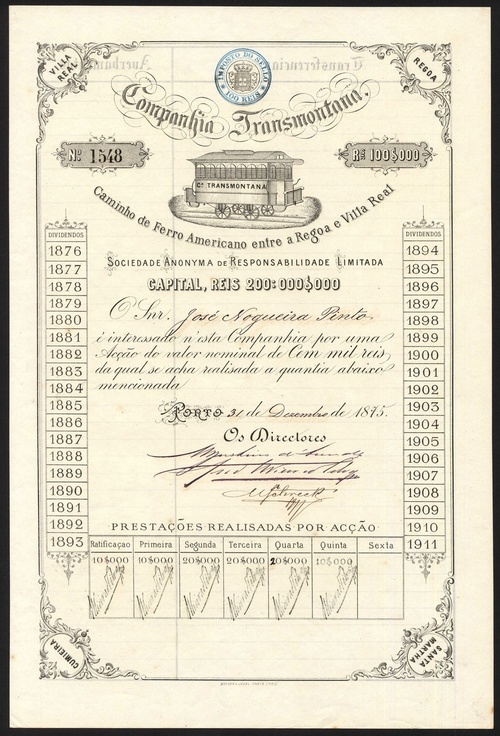 VILLA REAL
REGOA
IMPOSTO DO SELLO
100 REIS
Companhia Transmontana.
No. 1548
Rs. 100$000
Ca. TRANSMONTANA
Caminho de Ferro Americano entre a Regoa e Villa Real
SOCIEDADE ANONYMA DE RESPONSABILIDADE LIMITADA
CAPITAL, REIS 200:000$000
O Snr. José Nogueira Pinto
é interessado n'esta Companhia por uma
Acção do valor nominal de Cem mil reis
da qual se acha realisada a quantia abaixo
mencionada
PORTO 31 de Dezembro de 1875.
Os Directores
DIVIDENDOS
1876
1877
1878
1879
1880
1881
1882
1883
1884
1885
1886
1887
1888
1889
1890
1891
1892
1893
DIVIDENDOS
1894
1895
1896
1897
1898
1899
1900
1901
1902
1903
1904
1905
1906
1907
1908
1909
1910
1911
PRESTAÇÕES REALISADAS POR ACÇÃO
Ratificaçao Primeira Segunda Terceira Quarta Quinta Sexta
10$000 10$000 20$000 20$000 20$000 10$000
CUMIEIRA
SANTA MARTHA